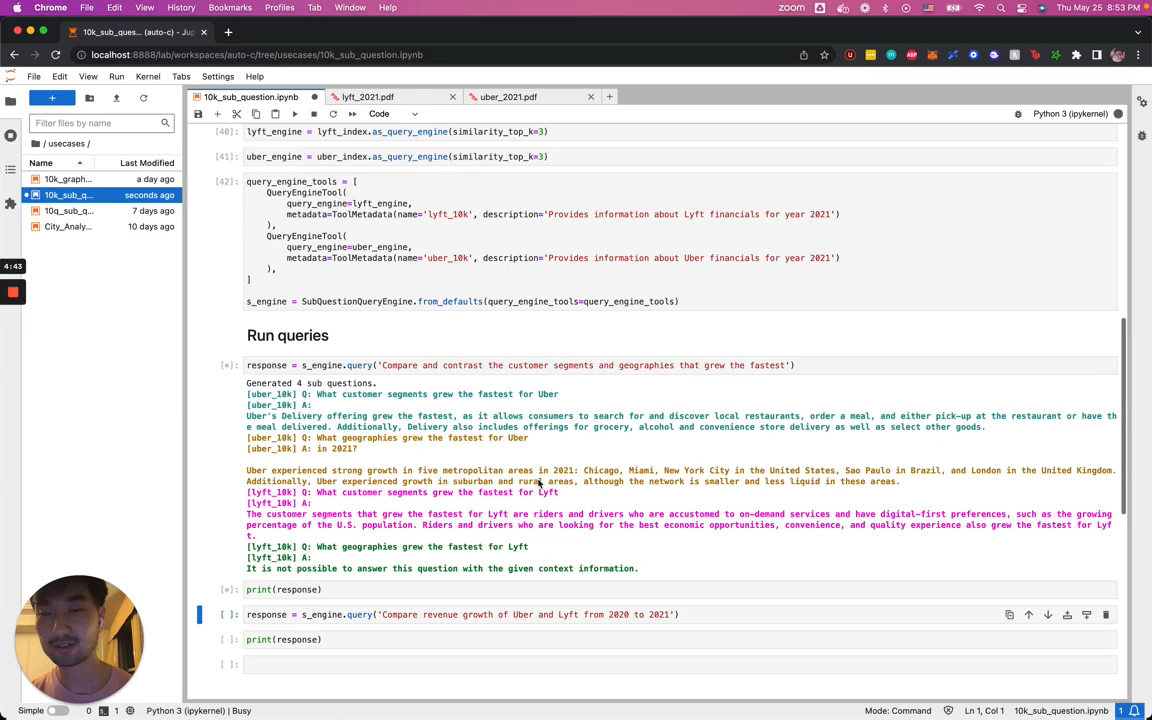 Chrome File Edit View History Bookmarks Profiles Tab Window Help zoom Thu May 25 8:53 PM
10k_sub_ques... (auto-c) - Jup
localhost:8888/lab/workspaces/auto-c/tree/usecases/10k_sub_question.ipynb
File Edit View Run Kernel Tabs Settings Help
10k_sub_question.ipynb lyft_2021.pdf uber_2021.pdf
Code Python 3 (ipykernel)
Filter files by name
/ usecases /
Name Last Modified
10k_graph... a day ago
10k_sub_q... seconds ago
10q_sub_q... 7 days ago
City_Analy... 10 days ago
4:43
[40]: lyft_engine = lyft_index.as_query_engine(similarity_top_k=3)
[41]: uber_engine = uber_index.as_query_engine(similarity_top_k=3)
[42]: query_engine_tools = [
QueryEngineTool(
query_engine=lyft_engine,
metadata=ToolMetadata(name='lyft_10k', description='Provides information about Lyft financials for year 2021')
),
QueryEngineTool(
query_engine=uber_engine,
metadata=ToolMetadata(name='uber_10k', description='Provides information about Uber financials for year 2021')
),
]
s_engine = SubQuestionQueryEngine.from_defaults(query_engine_tools=query_engine_tools)
Run queries
[*]: response = s_engine.query('Compare and contrast the customer segments and geographies that grew the fastest')
Generated 4 sub questions.
[uber_10k] Q: What customer segments grew the fastest for Uber
[uber_10k] A:
Uber's Delivery offering grew the fastest, as it allows consumers to search for and discover local restaurants, order a meal, and either pick-up at the restaurant or have th
e meal delivered. Additionally, Delivery also includes offerings for grocery, alcohol and convenience store delivery as well as select other goods.
[uber_10k] Q: What geographies grew the fastest for Uber
[uber_10k] A: in 2021?
Uber experienced strong growth in five metropolitan areas in 2021: Chicago, Miami, New York City in the United States, Sao Paulo in Brazil, and London in the United Kingdom.
Additionally, Uber experienced growth in suburban and rural areas, although the network is smaller and less liquid in these areas.
[lyft_10k] Q: What customer segments grew the fastest for Lyft
[lyft_10k] A:
The customer segments that grew the fastest for Lyft are riders and drivers who are accustomed to on-demand services and have digital-first preferences, such as the growing
percentage of the U.S. population. Riders and drivers who are looking for the best economic opportunities, convenience, and quality experience also grew the fastest for Lyf
t.
[lyft_10k] Q: What geographies grew the fastest for Lyft
[lyft_10k] A:
It is not possible to answer this question with the given context information.
[*]: print(response)
[ ]: response = s_engine.query('Compare revenue growth of Uber and Lyft from 2020 to 2021')
[ ]: print(response)
[ ]:
Simple 0 1 Python 3 (ipykernel) | Busy Mode: Command Ln 1, Col 1 10k_sub_question.ipynb 1